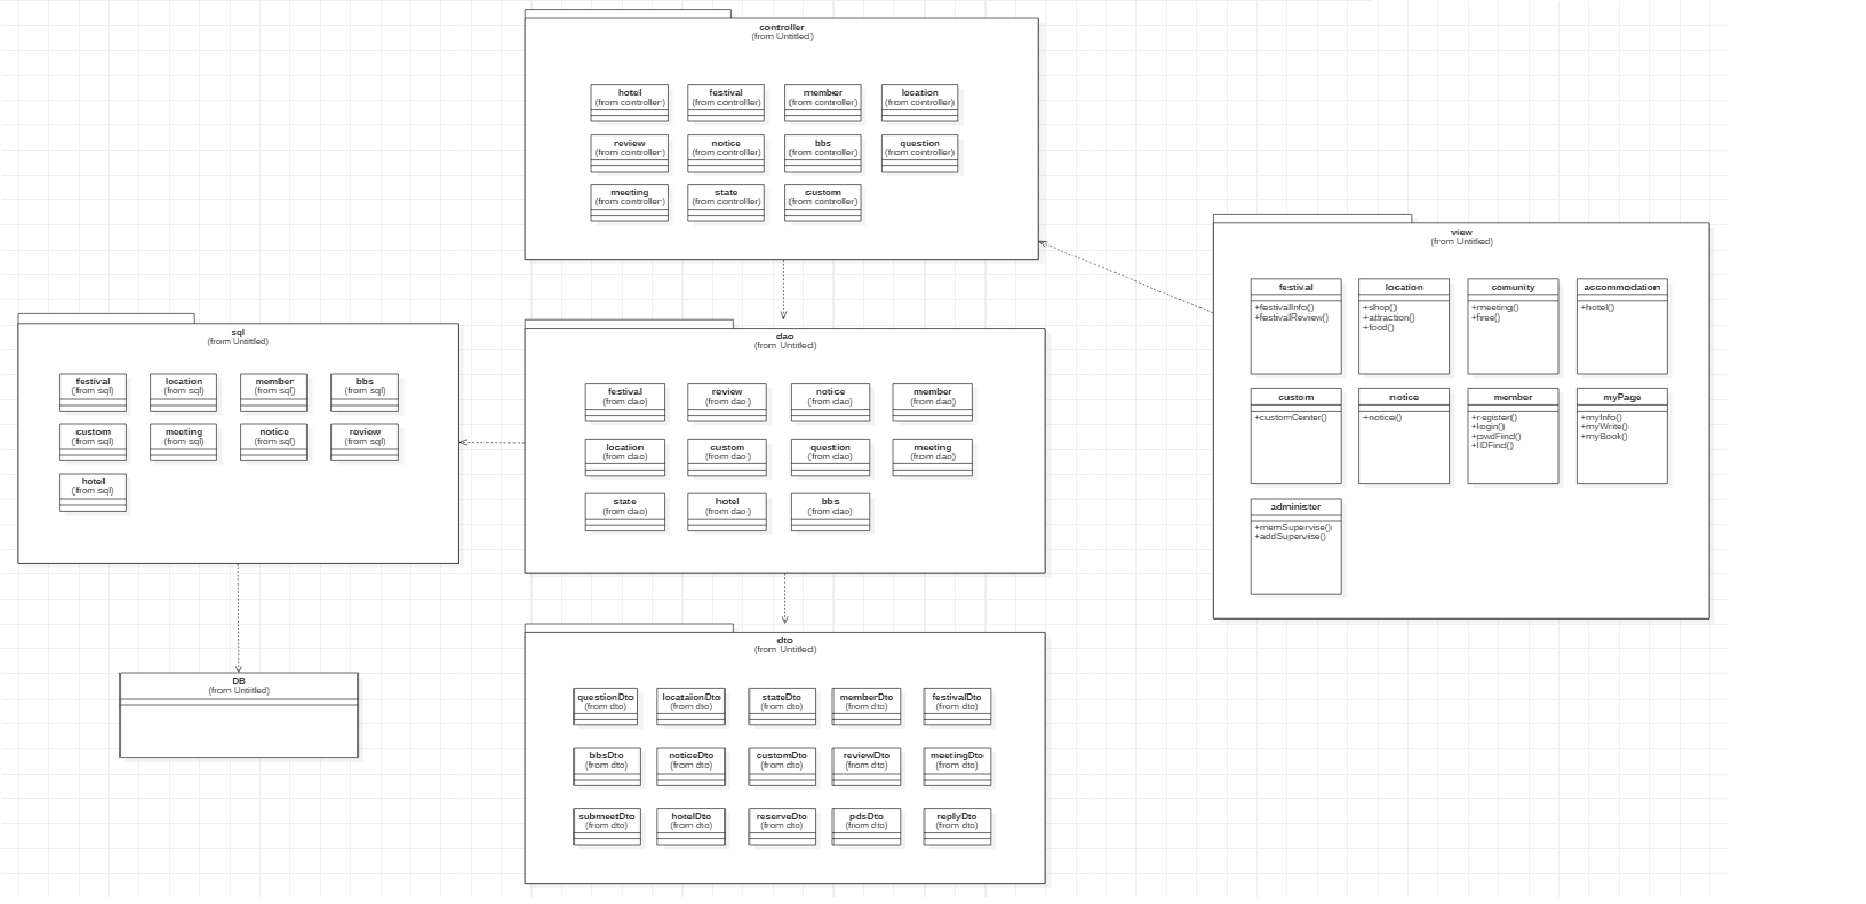 controller
(from Untitled)
hotel
(from controller)
festival
(from controller)
member
(from controller)
location
(from controller)
review
(from controller)
notice
(from controller)
bbs
(from controller)
question
(from controller)
meeting
(from controller)
state
(from controller)
custom
(from controller)
view
(from Untitled)
festival
+festivalInfo()
+festivalReview()
location
+shop()
+attraction()
+food()
comunity
+meeting()
+free()
accommodation
+hotel()
custom
+customCenter()
notice
+notice()
member
+register()
+login()
+pwdFind()
+IDFind()
myPage
+myInfo()
+myWrite()
+myBook()
administer
+memSupervise()
+addSupervise()
sql
(from Untitled)
festival
(from sql)
location
(from sql)
member
(from sql)
bbs
(from sql)
custom
(from sql)
meeting
(from sql)
notice
(from sql)
review
(from sql)
hotel
(from sql)
dao
(from Untitled)
festival
(from dao)
review
(from dao)
notice
(from dao)
member
(from dao)
location
(from dao)
custom
(from dao)
question
(from dao)
meeting
(from dao)
state
(from dao)
hotel
(from dao)
bbs
(from dao)
DB
(from Untitled)
dto
(from Untitled)
questionDto
(from dto)
locationDto
(from dto)
stateDto
(from dto)
memberDto
(from dto)
festivalDto
(from dto)
bbsDto
(from dto)
noticeDto
(from dto)
customDto
(from dto)
reviewDto
(from dto)
meetingDto
(from dto)
submeetDto
(from dto)
hotelDto
(from dto)
reserveDto
(from dto)
pdsDto
(from dto)
replyDto
(from dto)